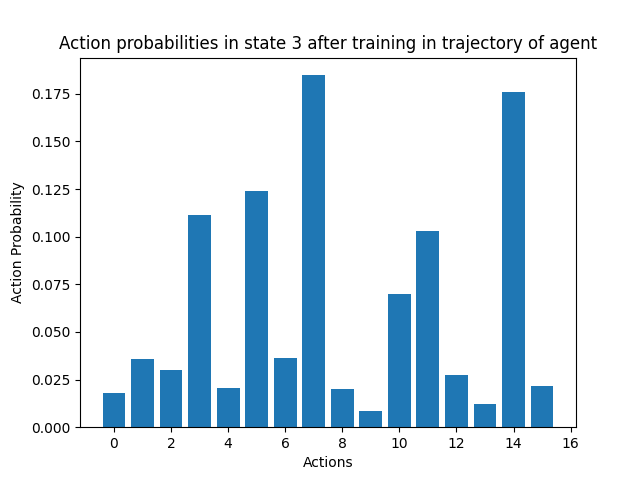 Action probabilities in state 3 after training in trajectory of agent
0.175
0.150
0.125
0.100
0.075
0.050
0.025
0.000
Action Probability
0 2 4 6 8 10 12 14 16
Actions